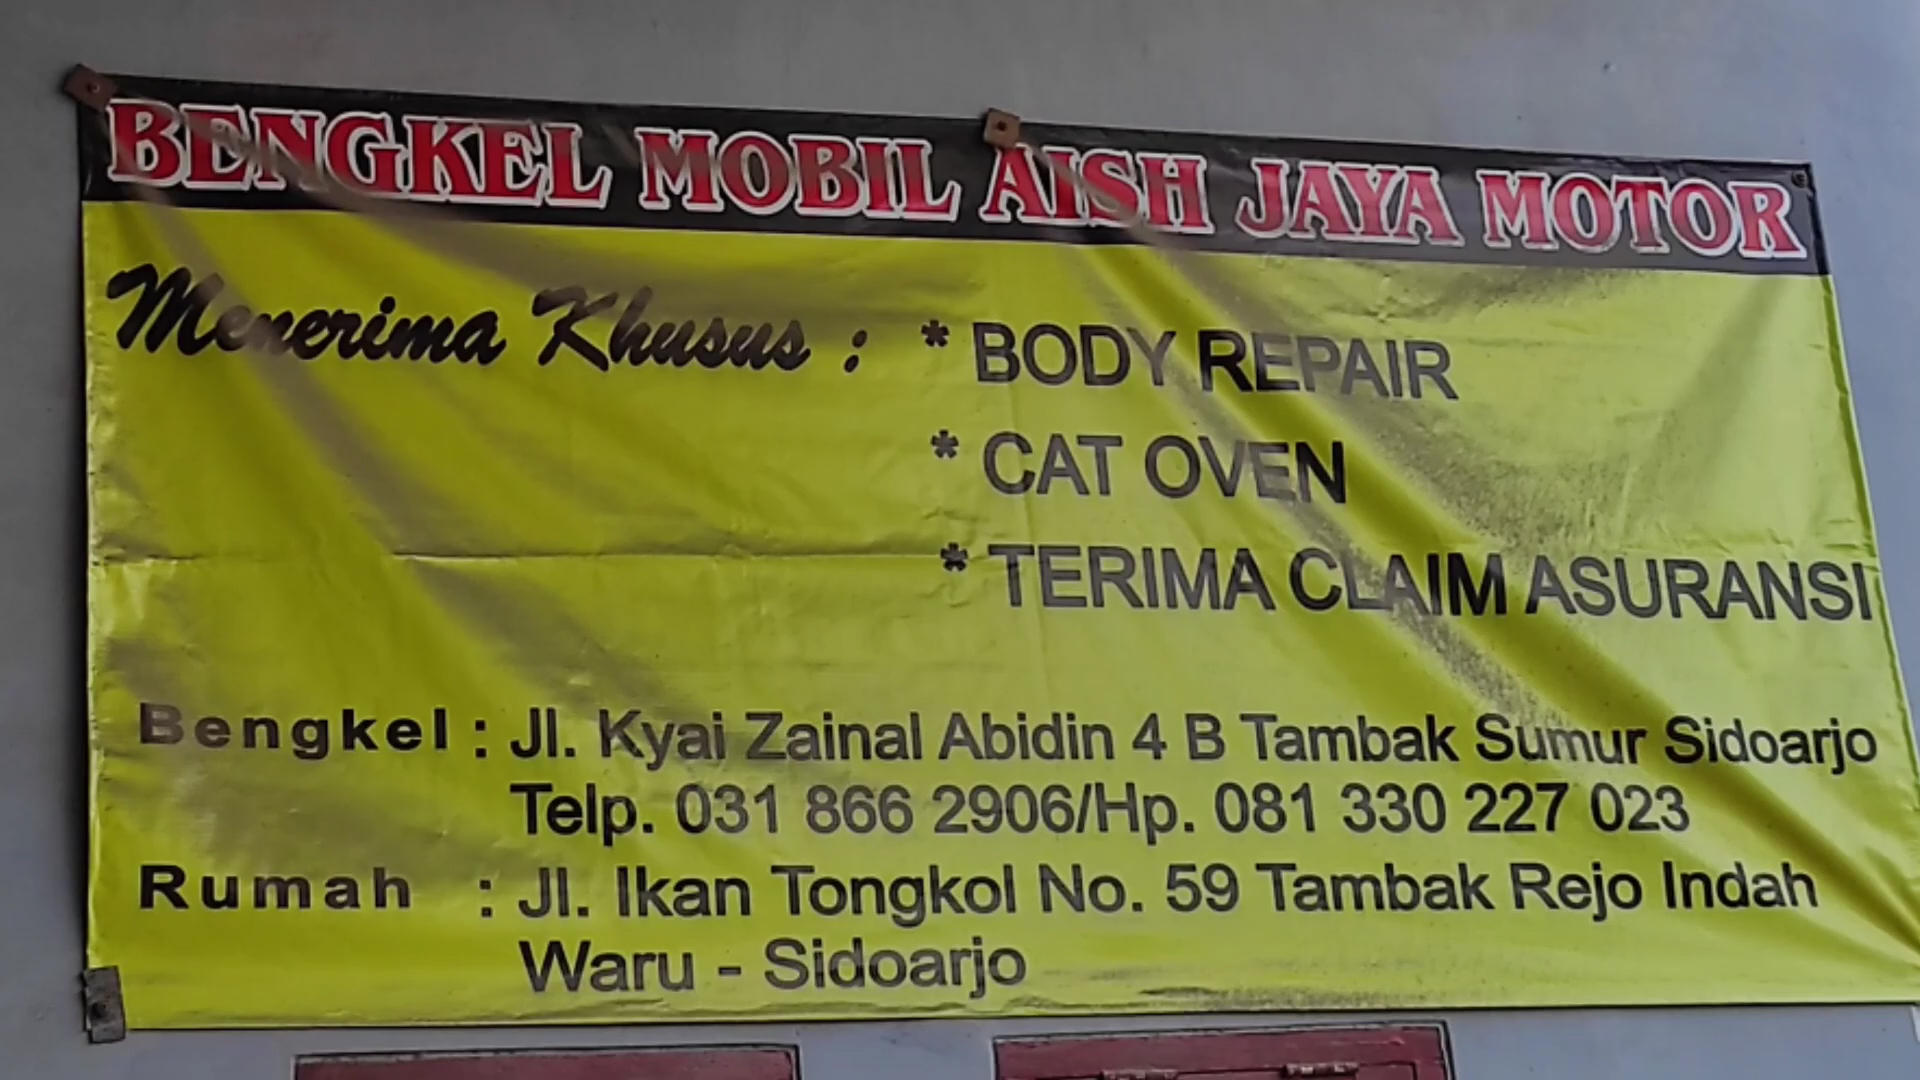 BENGKEL MOBIL AISH JAYA MOTOR
Menerima Khusus : * BODY REPAIR
* CAT OVEN
* TERIMA CLAIM ASURANSI
Bengkel : Jl. Kyai Zainal Abidin 4 B Tambak Sumur Sidoarjo
Telp. 031 866 2906/Hp. 081 330 227 023
Rumah : Jl. Ikan Tongkol No. 59 Tambak Rejo Indah
Waru - Sidoarjo